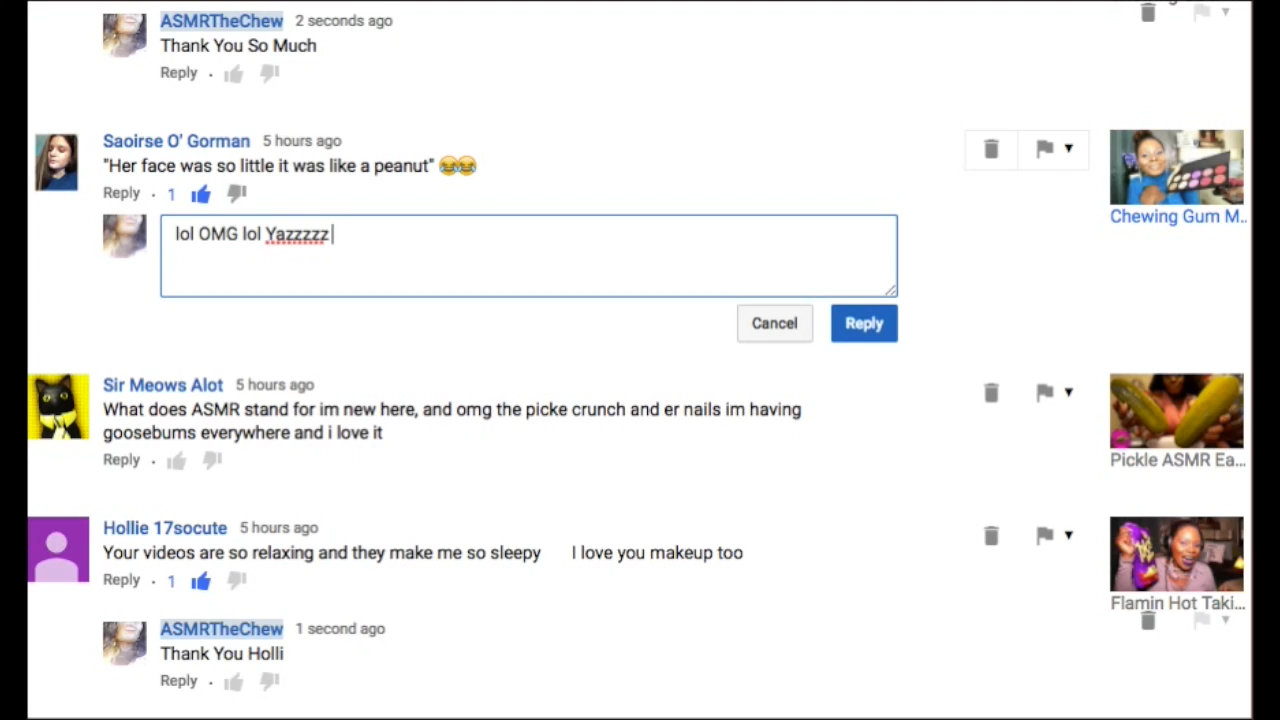 ASMRTheChew 2 seconds ago
Thank You So Much
Reply .
Saoirse O' Gorman 5 hours ago
"Her face was so little it was like a peanut" 😂😂
Reply . 1
Chewing Gum M..
lol OMG lol Yazzzzz
Cancel Reply
Sir Meows Alot 5 hours ago
What does ASMR stand for im new here, and omg the picke crunch and er nails im having
goosebums everywhere and i love it
Reply .
Pickle ASMR Ea...
Hollie 17socute 5 hours ago
Your videos are so relaxing and they make me so sleepy I love you makeup too
Reply . 1
Flamin Hot Taki...
ASMRTheChew 1 second ago
Thank You Holli
Reply .